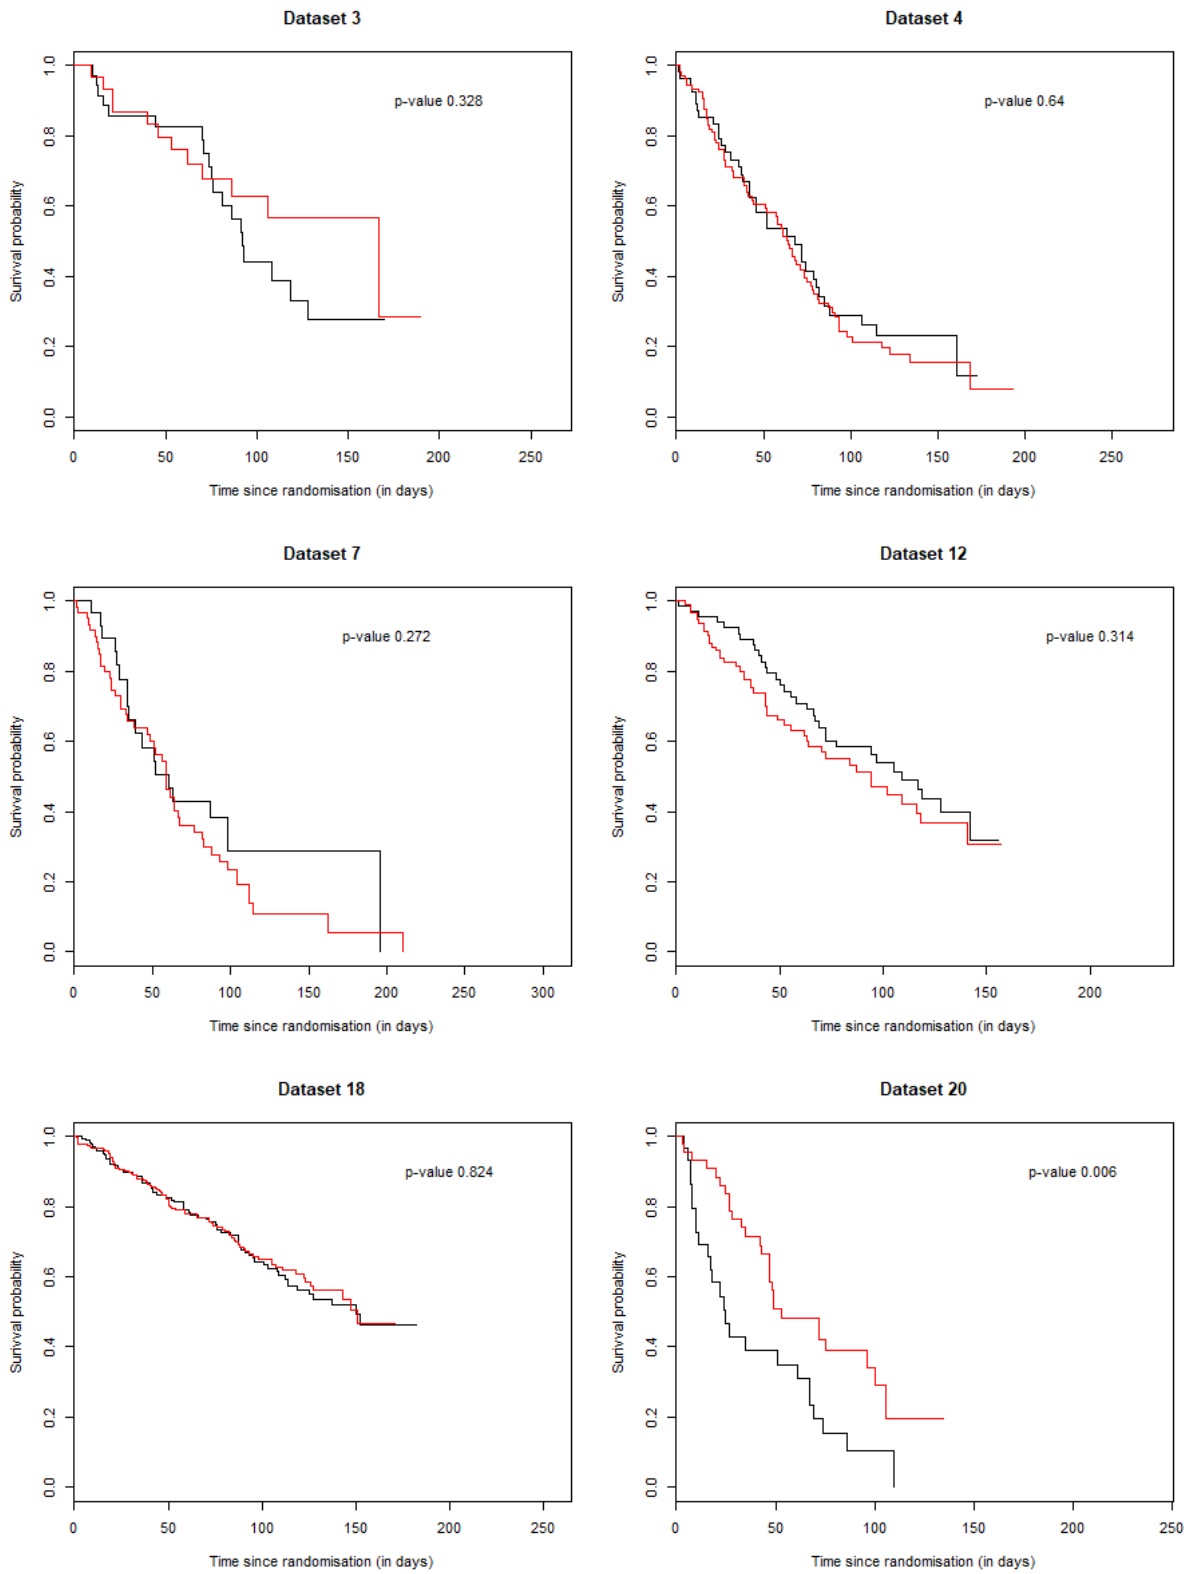 Dataset 3
Surivval probability
1.0
0.8
0.6
0.4
0.2
0.0
p-value 0.328
0 50 100 150 200 250
Time since randomisation (in days)
Dataset 4
Surivval probability
1.0
0.8
0.6
0.4
0.2
0.0
p-value 0.64
0 50 100 150 200 250
Time since randomisation (in days)
Dataset 7
Surivval probability
1.0
0.8
0.6
0.4
0.2
0.0
p-value 0.272
0 50 100 150 200 250 300
Time since randomisation (in days)
Dataset 12
Surivval probability
1.0
0.8
0.6
0.4
0.2
0.0
p-value 0.314
0 50 100 150 200
Time since randomisation (in days)
Dataset 18
Surivval probability
1.0
0.8
0.6
0.4
0.2
0.0
p-value 0.824
0 50 100 150 200 250
Time since randomisation (in days)
Dataset 20
Surivval probability
1.0
0.8
0.6
0.4
0.2
0.0
p-value 0.006
0 50 100 150 200 250
Time since randomisation (in days)